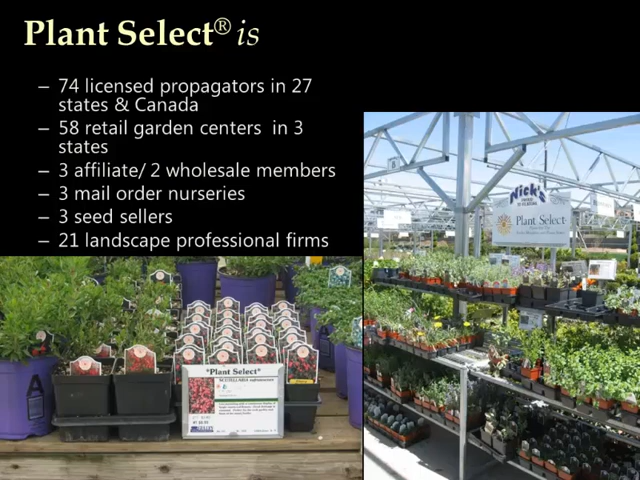 Plant Select® is
– 74 licensed propagators in 27
states & Canada
– 58 retail garden centers in 3
states
– 3 affiliate/ 2 wholesale members
– 3 mail order nurseries
– 3 seed sellers
– 21 landscape professional firms
Nick's
Plant Select®
"Plant Select"